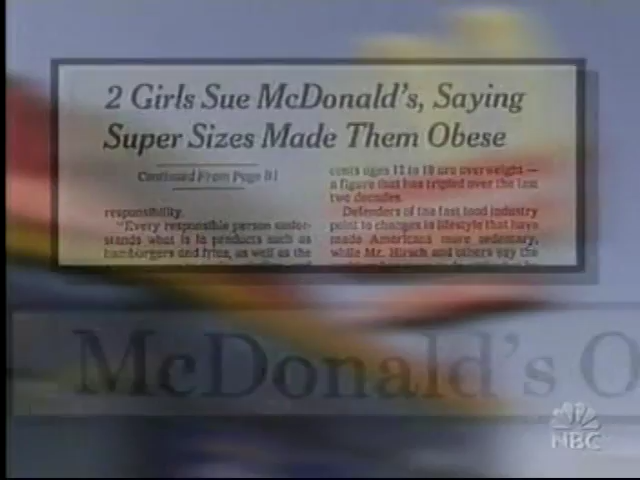 2 Girls Sue McDonald's, Saying
Super Sizes Made Them Obese
Continued From Page B1
responsibility.
"Every responsible person under-
stands what is in products such as
hamburgers and fries, as well as the
cents ages 12 to 19 are overweight —
a figure that has tripled over the last
two decades.
Defenders of the fast food industry
point to changes in lifestyle that have
made Americans more sedentary,
while Mr. Hirsch and others say the
McDonald's O
NBC